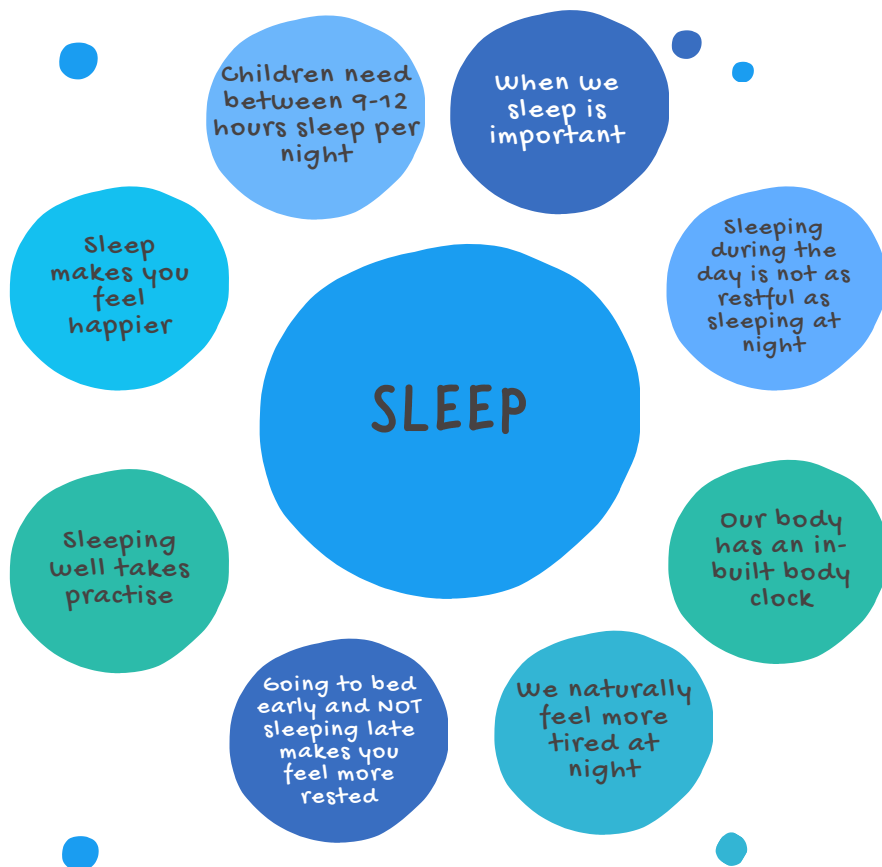 Children need
between 9-12
hours sleep per
night
When we
sleep is
important
Sleeping
during the
day is not as
restful as
sleeping at
night
Our body
has an in-
built body
clock
We naturally
feel more
tired at
night
Going to bed
early and NOT
sleeping late
makes you
feel more
rested
Sleeping
well takes
practise
Sleep
makes you
feel
happier
SLEEP